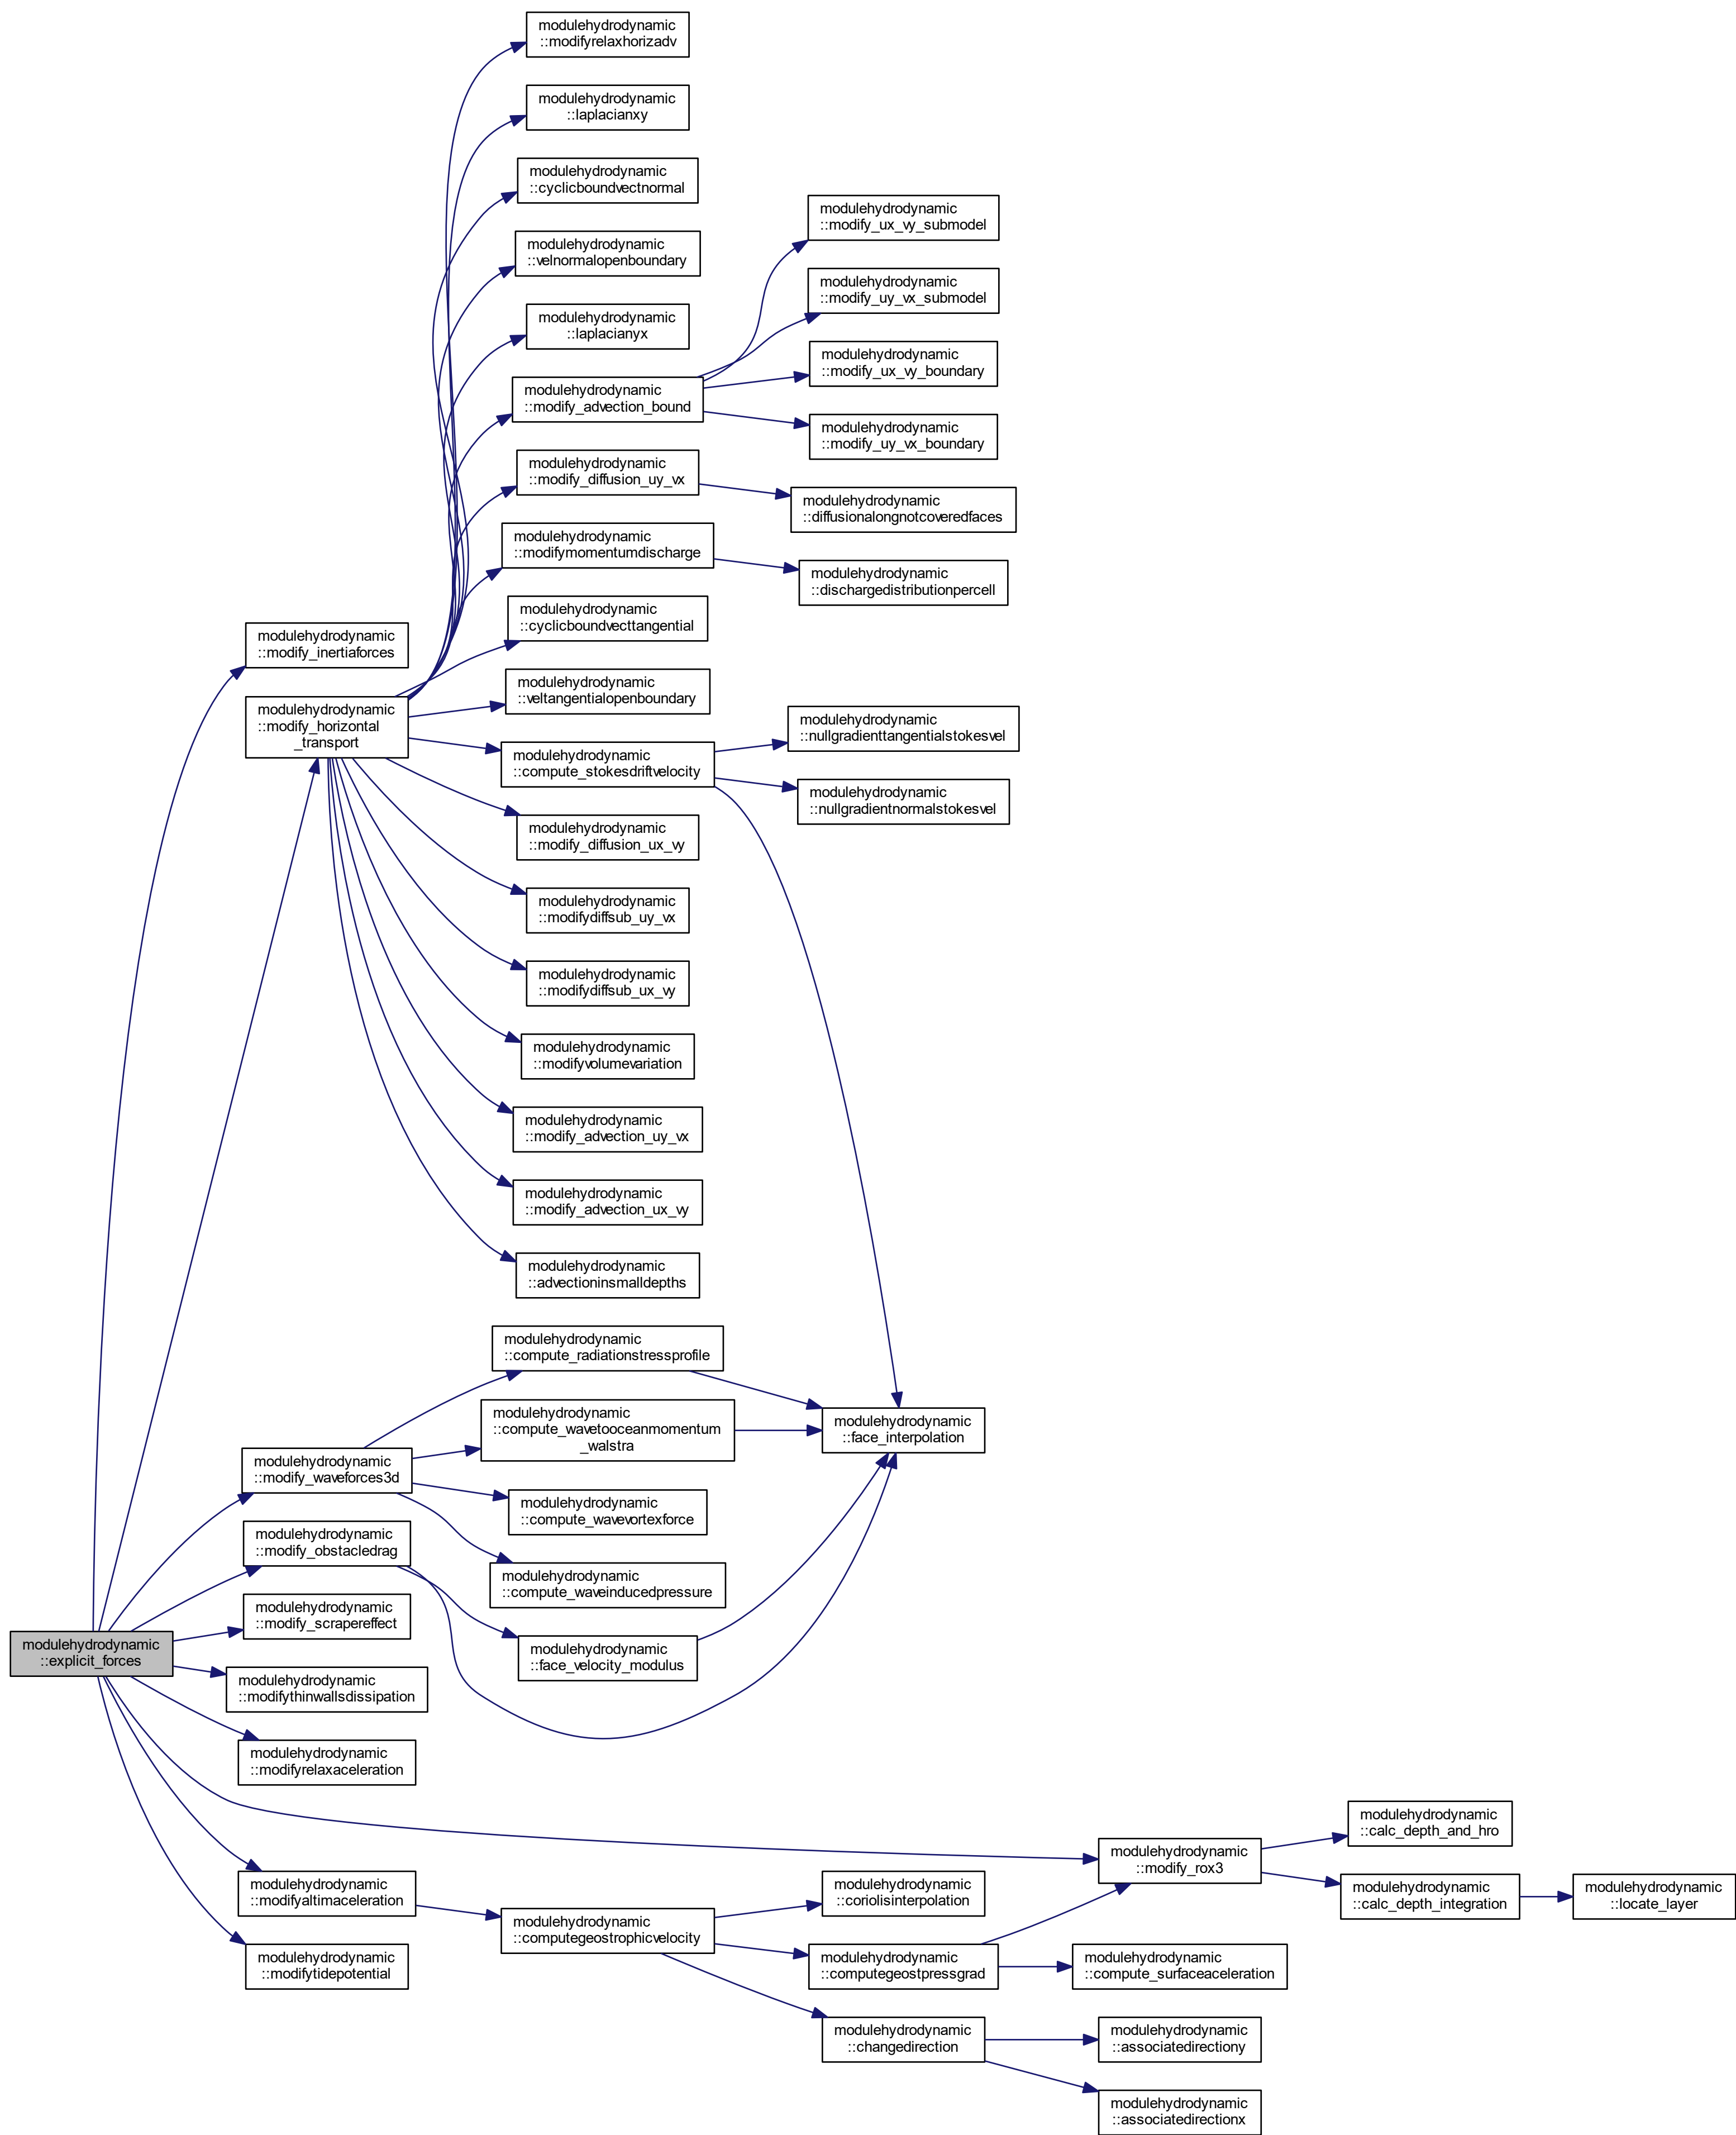 modulehydrodynamic
::modifyrelaxhorizadv
modulehydrodynamic
::laplacianxy
modulehydrodynamic
::cyclicboundvectnormal
modulehydrodynamic
::velnormalopenboundary
modulehydrodynamic
::laplacianyx
modulehydrodynamic
::modify_advection_bound
modulehydrodynamic
::modify_ux_vy_submodel
modulehydrodynamic
::modify_uy_vx_submodel
modulehydrodynamic
::modify_ux_vy_boundary
modulehydrodynamic
::modify_uy_vx_boundary
modulehydrodynamic
::modify_diffusion_uy_vx
modulehydrodynamic
::diffusionalongnotcoveredfaces
modulehydrodynamic
::modifymomentumdischarge
modulehydrodynamic
::dischargedistributionpercell
modulehydrodynamic
::cyclicboundvecttangential
modulehydrodynamic
::modify_inertiaforces
modulehydrodynamic
::modify_horizontal
_transport
modulehydrodynamic
::veltangentialopenboundary
modulehydrodynamic
::compute_stokesdriftvelocity
modulehydrodynamic
::nullgradienttangentialstokesvel
modulehydrodynamic
::nullgradientnormalstokesvel
modulehydrodynamic
::modify_diffusion_ux_vy
modulehydrodynamic
::modifydiffsub_uy_vx
modulehydrodynamic
::modifydiffsub_ux_vy
modulehydrodynamic
::modifyvolumevariation
modulehydrodynamic
::modify_advection_uy_vx
modulehydrodynamic
::modify_advection_ux_vy
modulehydrodynamic
::advectioninsmalldepths
modulehydrodynamic
::compute_radiationstressprofile
modulehydrodynamic
::compute_wavetooceanmomentum
_walstra
modulehydrodynamic
::face_interpolation
modulehydrodynamic
::modify_waveforces3d
modulehydrodynamic
::compute_wavevortexforce
modulehydrodynamic
::modify_obstacledrag
modulehydrodynamic
::compute_waveinducedpressure
modulehydrodynamic
::modify_scrapereffect
modulehydrodynamic
::explicit_forces
modulehydrodynamic
::face_velocity_modulus
modulehydrodynamic
::modifythinwallsdissipation
modulehydrodynamic
::modifyrelaxaceleration
modulehydrodynamic
::modify_rox3
modulehydrodynamic
::calc_depth_and_hro
modulehydrodynamic
::calc_depth_integration
modulehydrodynamic
::locate_layer
modulehydrodynamic
::modifyaltimaceleration
modulehydrodynamic
::coriolisinterpolation
modulehydrodynamic
::computegeostrophicvelocity
modulehydrodynamic
::modifytidepotential
modulehydrodynamic
::computegeostpressgrad
modulehydrodynamic
::compute_surfaceaceleration
modulehydrodynamic
::changedirection
modulehydrodynamic
::associatedirectiony
modulehydrodynamic
::associatedirectionx